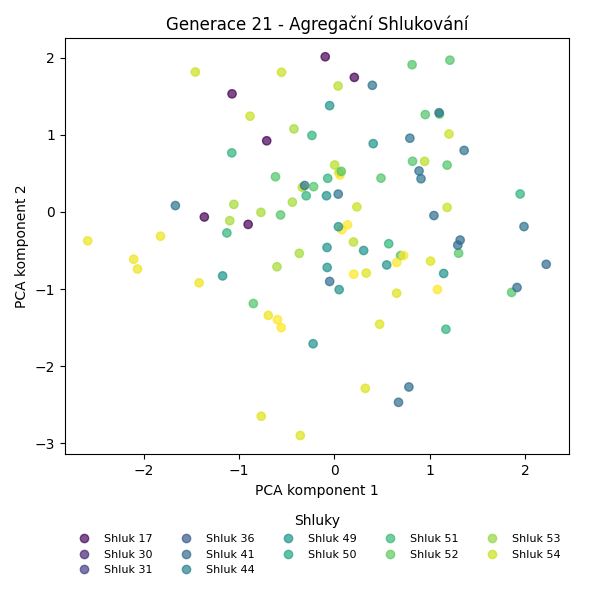 Generace 21 - Agregační Shlukování
PCA komponent 2
2
1
0
−1
−2
−3
−2
−1
0
1
2
PCA komponent 1
Shluky
Shluk 17
Shluk 30
Shluk 31
Shluk 36
Shluk 41
Shluk 44
Shluk 49
Shluk 50
Shluk 51
Shluk 52
Shluk 53
Shluk 54